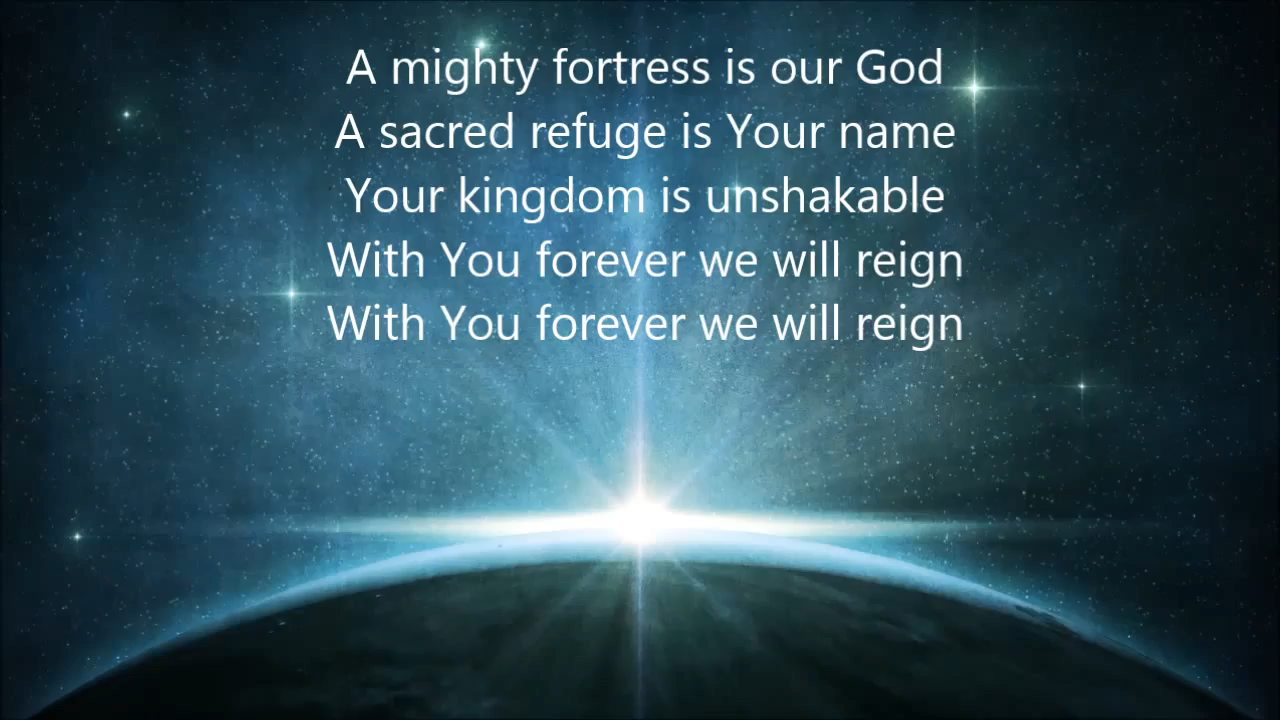 A mighty fortress is our God
A sacred refuge is Your name
Your kingdom is unshakable
With You forever we will reign
With You forever we will reign